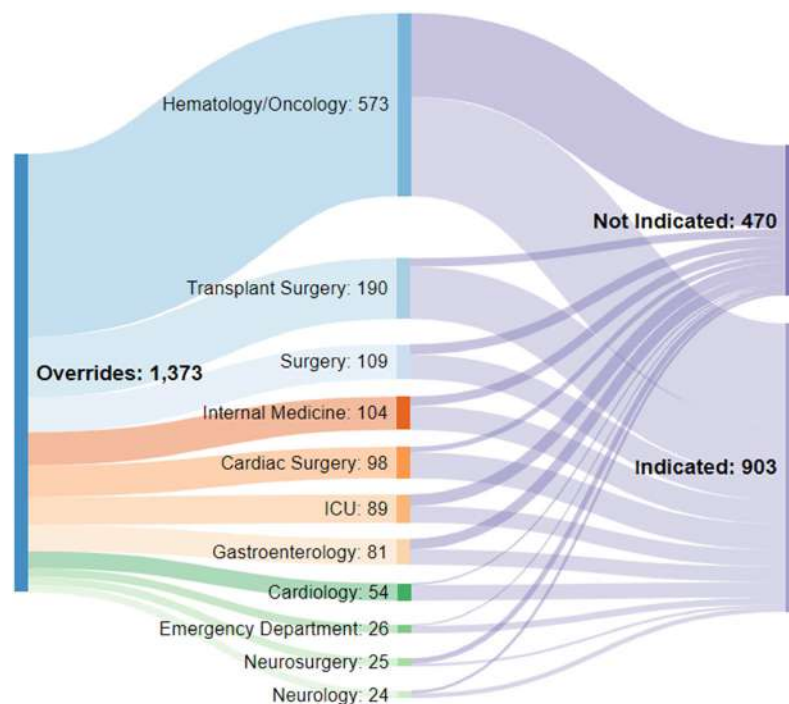 Hematology/Oncology: 573
Not Indicated: 470
Transplant Surgery: 190
Surgery: 109
Overrides: 1,373
Internal Medicine: 104
Cardiac Surgery: 98
Indicated: 903
ICU: 89
Gastroenterology: 81
Cardiology: 54
Emergency Department: 26
Neurosurgery: 25
Neurology: 24